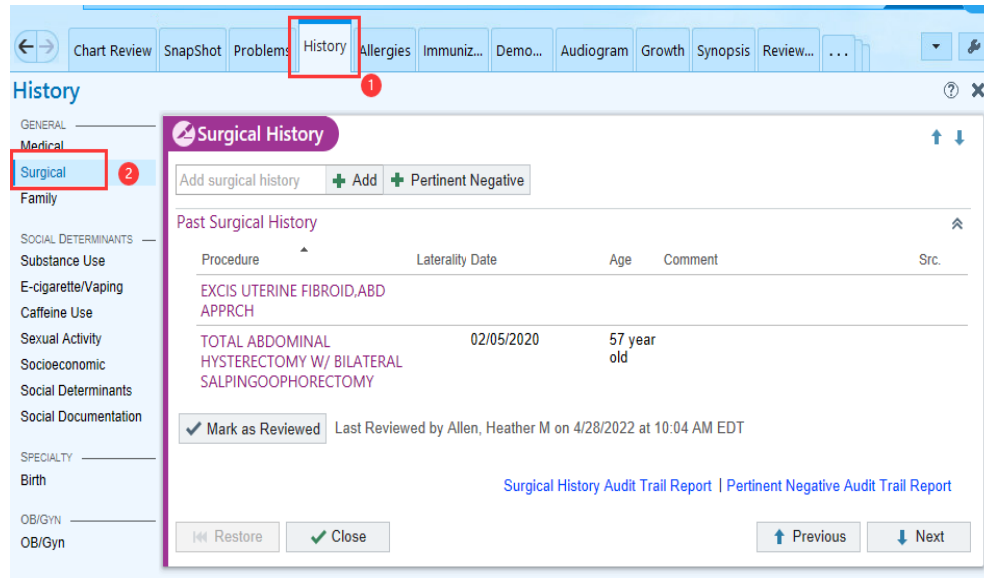 Chart Review SnapShot Problems History Allergies Immuniz... Demo... Audiogram Growth Synopsis Review... ...
1
History
GENERAL
Medical
Surgical
2
Family
SOCIAL DETERMINANTS
Substance Use
E-cigarette/Vaping
Caffeine Use
Sexual Activity
Socioeconomic
Social Determinants
Social Documentation
SPECIALTY
Birth
OB/GYN
OB/Gyn
Surgical History
Add surgical history Add Pertinent Negative
Past Surgical History
Procedure Laterality Date Age Comment Src.
EXCIS UTERINE FIBROID,ABD
APPRCH
TOTAL ABDOMINAL 02/05/2020 57 year
HYSTERECTOMY W/ BILATERAL old
SALPINGOOPHORECTOMY
Mark as Reviewed Last Reviewed by Allen, Heather M on 4/28/2022 at 10:04 AM EDT
Surgical History Audit Trail Report | Pertinent Negative Audit Trail Report
Restore Close Previous Next